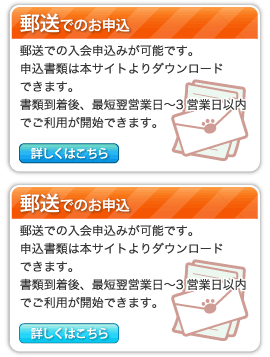 郵送でのお申込
郵送での入会申込みが可能です。
申込書類は本サイトよりダウンロード
できます。
書類到着後、最短翌営業日～3営業日以内
でご利用が開始できます。
詳しくはこちら
郵送でのお申込
郵送での入会申込みが可能です。
申込書類は本サイトよりダウンロード
できます。
書類到着後、最短翌営業日～3営業日以内
でご利用が開始できます。
詳しくはこちら